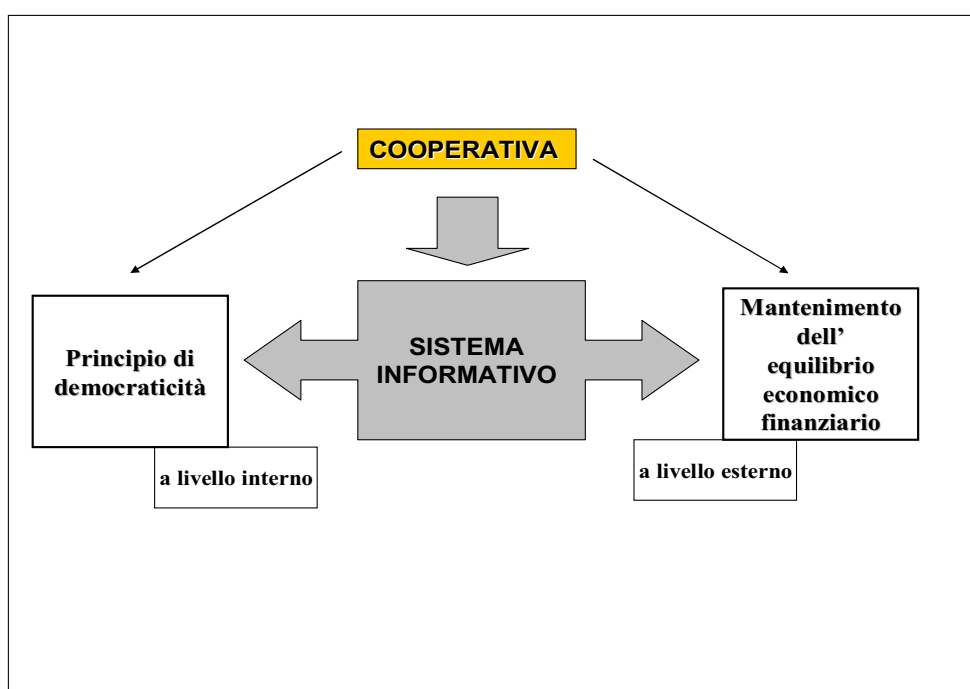 COOPERATIVA
Principio di
democraticità
a livello interno
SISTEMA
INFORMATIVO
Mantenimento
dell’
equilibrio
economico
finanziario
a livello esterno